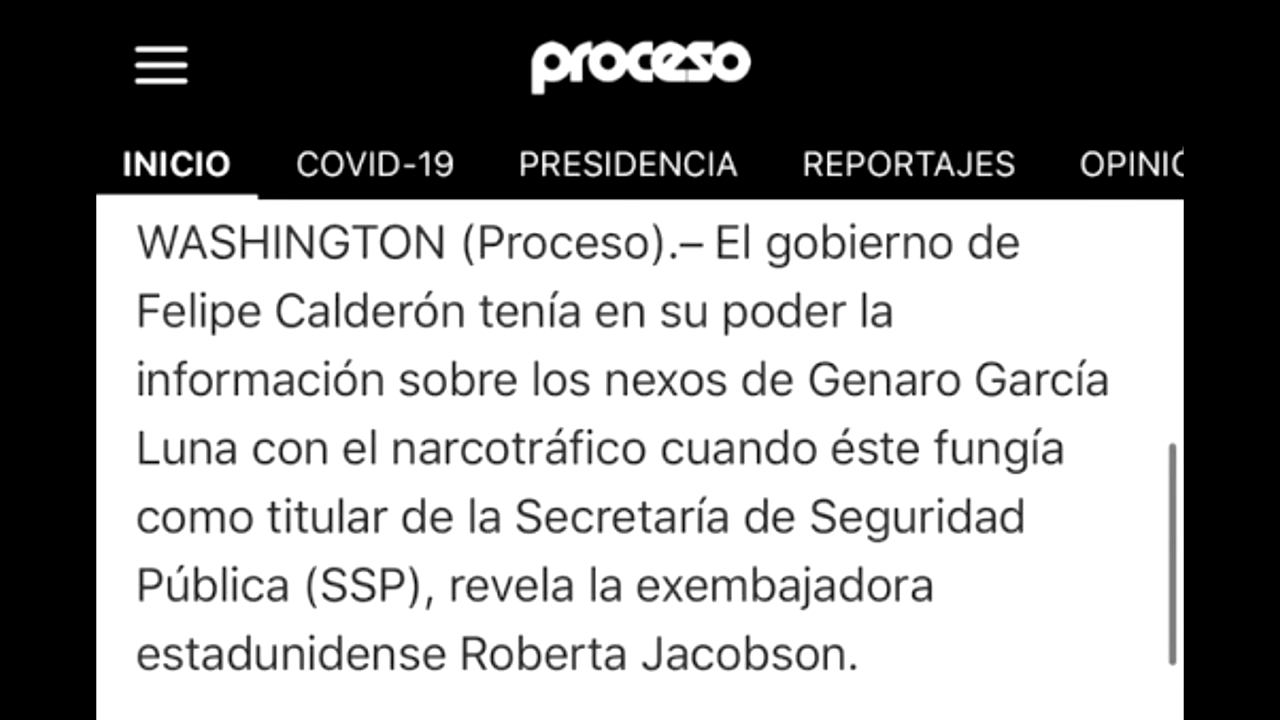 proceso
INICIO COVID-19 PRESIDENCIA REPORTAJES OPINIC
WASHINGTON (Proceso).– El gobierno de
Felipe Calderón tenía en su poder la
información sobre los nexos de Genaro García
Luna con el narcotráfico cuando éste fungía
como titular de la Secretaría de Seguridad
Pública (SSP), revela la exembajadora
estadunidense Roberta Jacobson.